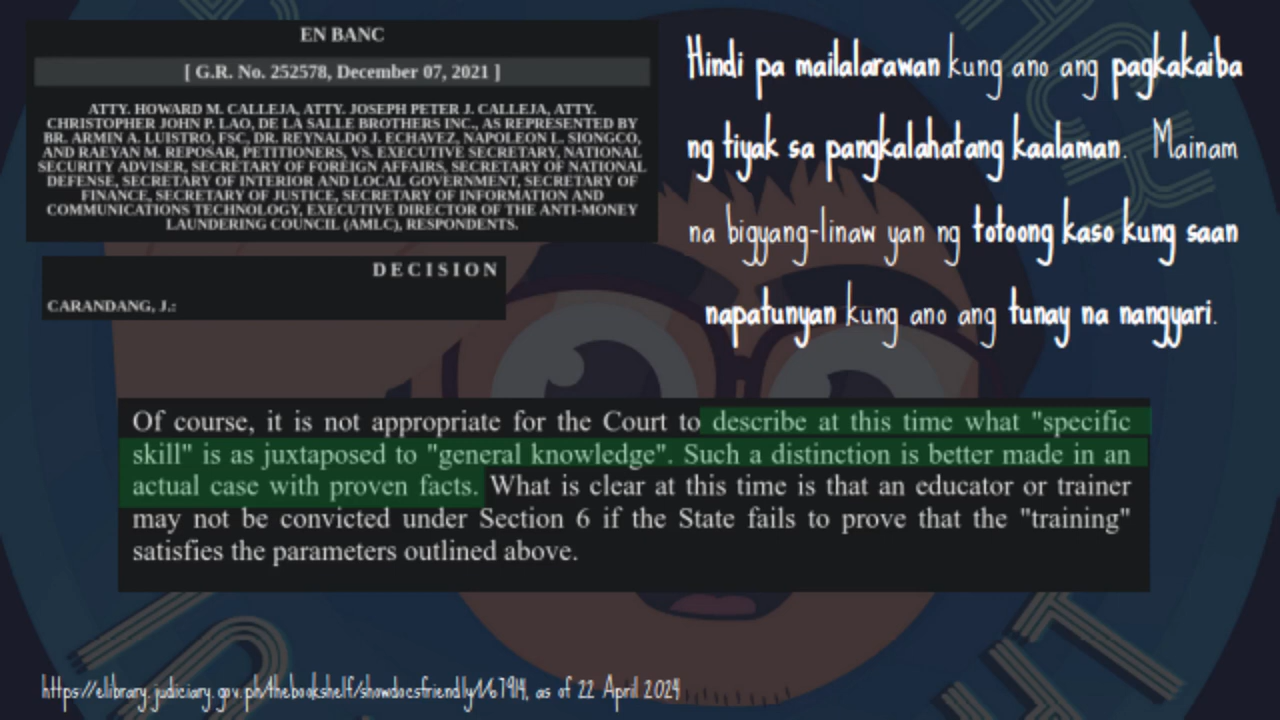 EN BANC
[ G.R. No. 252578, December 07, 2021 ]
ATTY. HOWARD M. CALLEJA, ATTY. JOSEPH PETER J. CALLEJA, ATTY.
CHRISTOPHER JOHN P. LAO, DE LA SALLE BROTHERS INC., AS REPRESENTED BY
BR. ARMIN A. LUISTRO, FSC, DR. REYNALDO J. ECHAVEZ, NAPOLEON L. SIONGCO,
AND RAEYAN M. REPOSAR, PETITIONERS, VS. EXECUTIVE SECRETARY, NATIONAL
SECURITY ADVISER, SECRETARY OF FOREIGN AFFAIRS, SECRETARY OF NATIONAL
DEFENSE, SECRETARY OF INTERIOR AND LOCAL GOVERNMENT, SECRETARY OF
FINANCE, SECRETARY OF JUSTICE, SECRETARY OF INFORMATION AND
COMMUNICATIONS TECHNOLOGY, EXECUTIVE DIRECTOR OF THE ANTI-MONEY
LAUNDERING COUNCIL (AMLC), RESPONDENTS.
D E C I S I O N
CARANDANG, J.:
Hindi pa mailalarawan kung ano ang pagkakaiba
ng tiyak sa pangkalahatang kaalaman. Mainam
na bigyang-linaw yan ng totoong kaso kung saan
napatunyan kung ano ang tunay na nangyari.
Of course, it is not appropriate for the Court to describe at this time what "specific
skill" is as juxtaposed to "general knowledge". Such a distinction is better made in an
actual case with proven facts. What is clear at this time is that an educator or trainer
may not be convicted under Section 6 if the State fails to prove that the "training"
satisfies the parameters outlined above.
https://elibrary.judiciary.gov.ph/thebookshelf/showdocsfriendly/1/67914, as of 22 April 2024